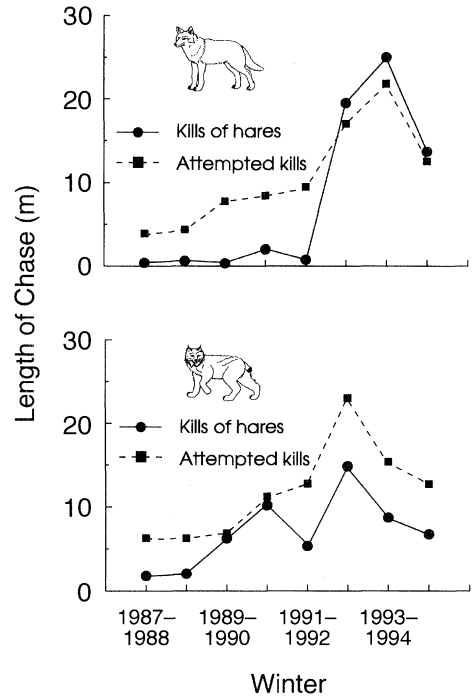 30
20
10
0
Kills of hares
Attempted kills
Length of Chase (m)
30
20
10
0
Kills of hares
Attempted kills
1987–
1988
1989–
1990
1991–
1992
1993–
1994
Winter